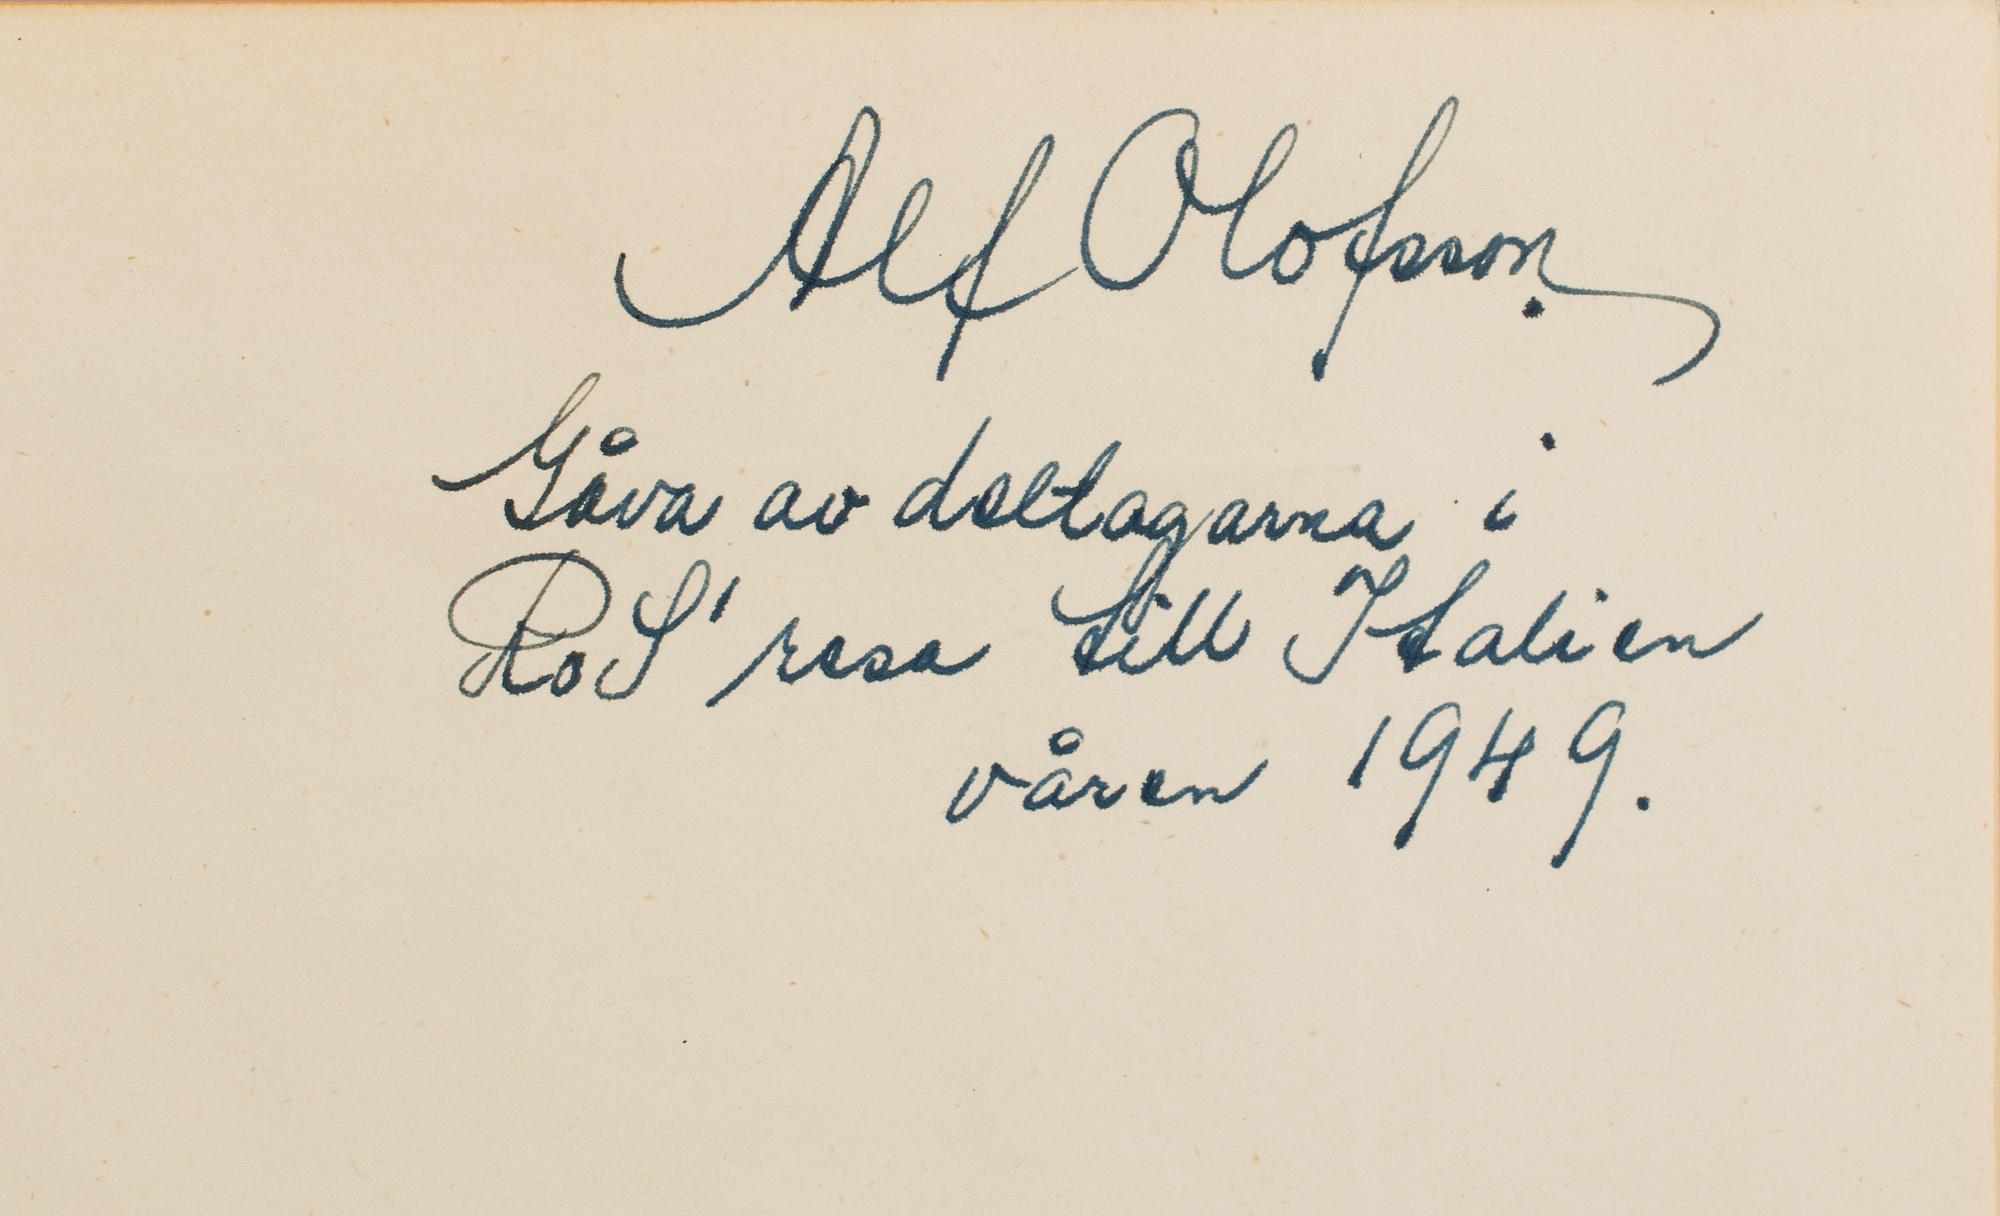 Alf Olofsson.
Gåva av deltagarna i
RoS' resa till Italien
våren 1949.